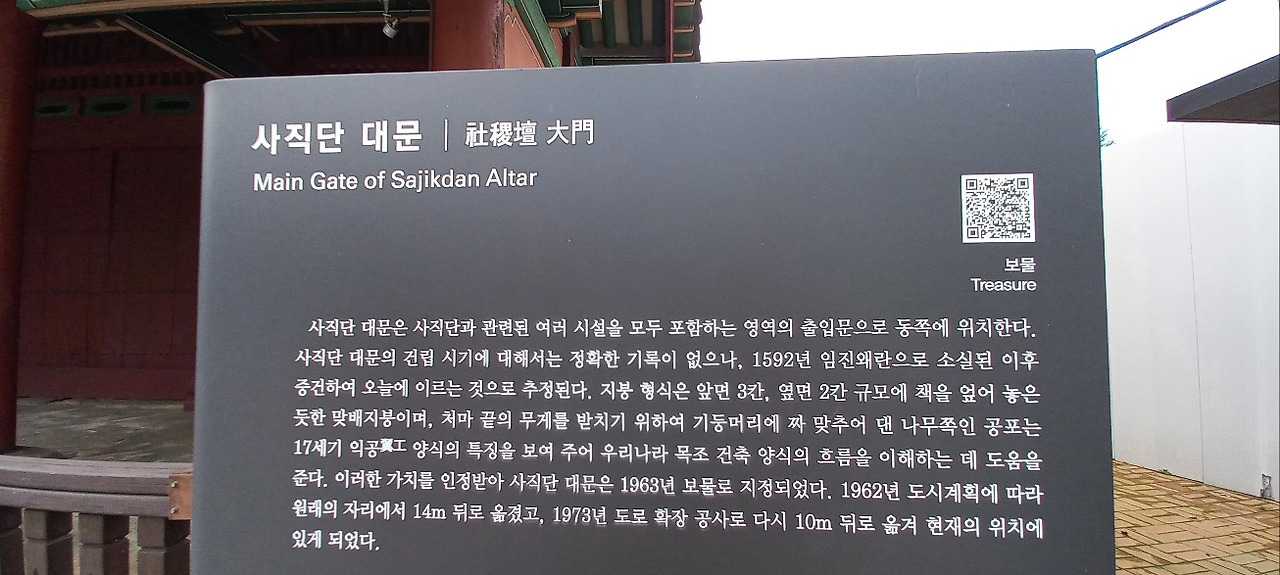 사직단 대문 | 社稷壇 大門
Main Gate of Sajikdan Altar
보물
Treasure
사직단 대문은 사직단과 관련된 여러 시설을 모두 포함하는 영역의 출입문으로 동쪽에 위치한다.
사직단 대문의 건립 시기에 대해서는 정확한 기록이 없으나, 1592년 임진왜란으로 소실된 이후
중건하여 오늘에 이르는 것으로 추정된다. 지붕 형식은 앞면 3칸, 옆면 2칸 규모에 책을 엎어 놓은
듯한 맞배지붕이며, 처마 끝의 무게를 받치기 위하여 기둥머리에 짜 맞추어 댄 나무쪽인 공포는
17세기 익공翼工 양식의 특징을 보여 주어 우리나라 목조 건축 양식의 흐름을 이해하는 데 도움을
준다. 이러한 가치를 인정받아 사직단 대문은 1963년 보물로 지정되었다. 1962년 도시계획에 따라
원래의 자리에서 14m 뒤로 옮겼고, 1973년 도로 확장 공사로 다시 10m 뒤로 옮겨 현재의 위치에
있게 되었다.